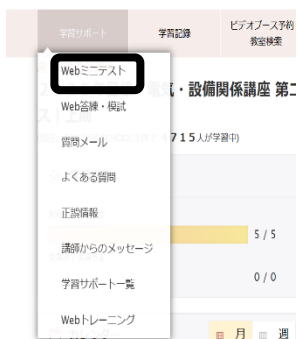 学習サポート
学習記録
ビデオブース予約
教室検索
Webミニテスト
気・設備関係講座 第二
Web答練・模試
715人が学習中)
質問メール
よくある質問
正誤情報
5 / 5
講師からのメッセージ
0 / 0
学習サポート一覧
Webトレーニング
月 週